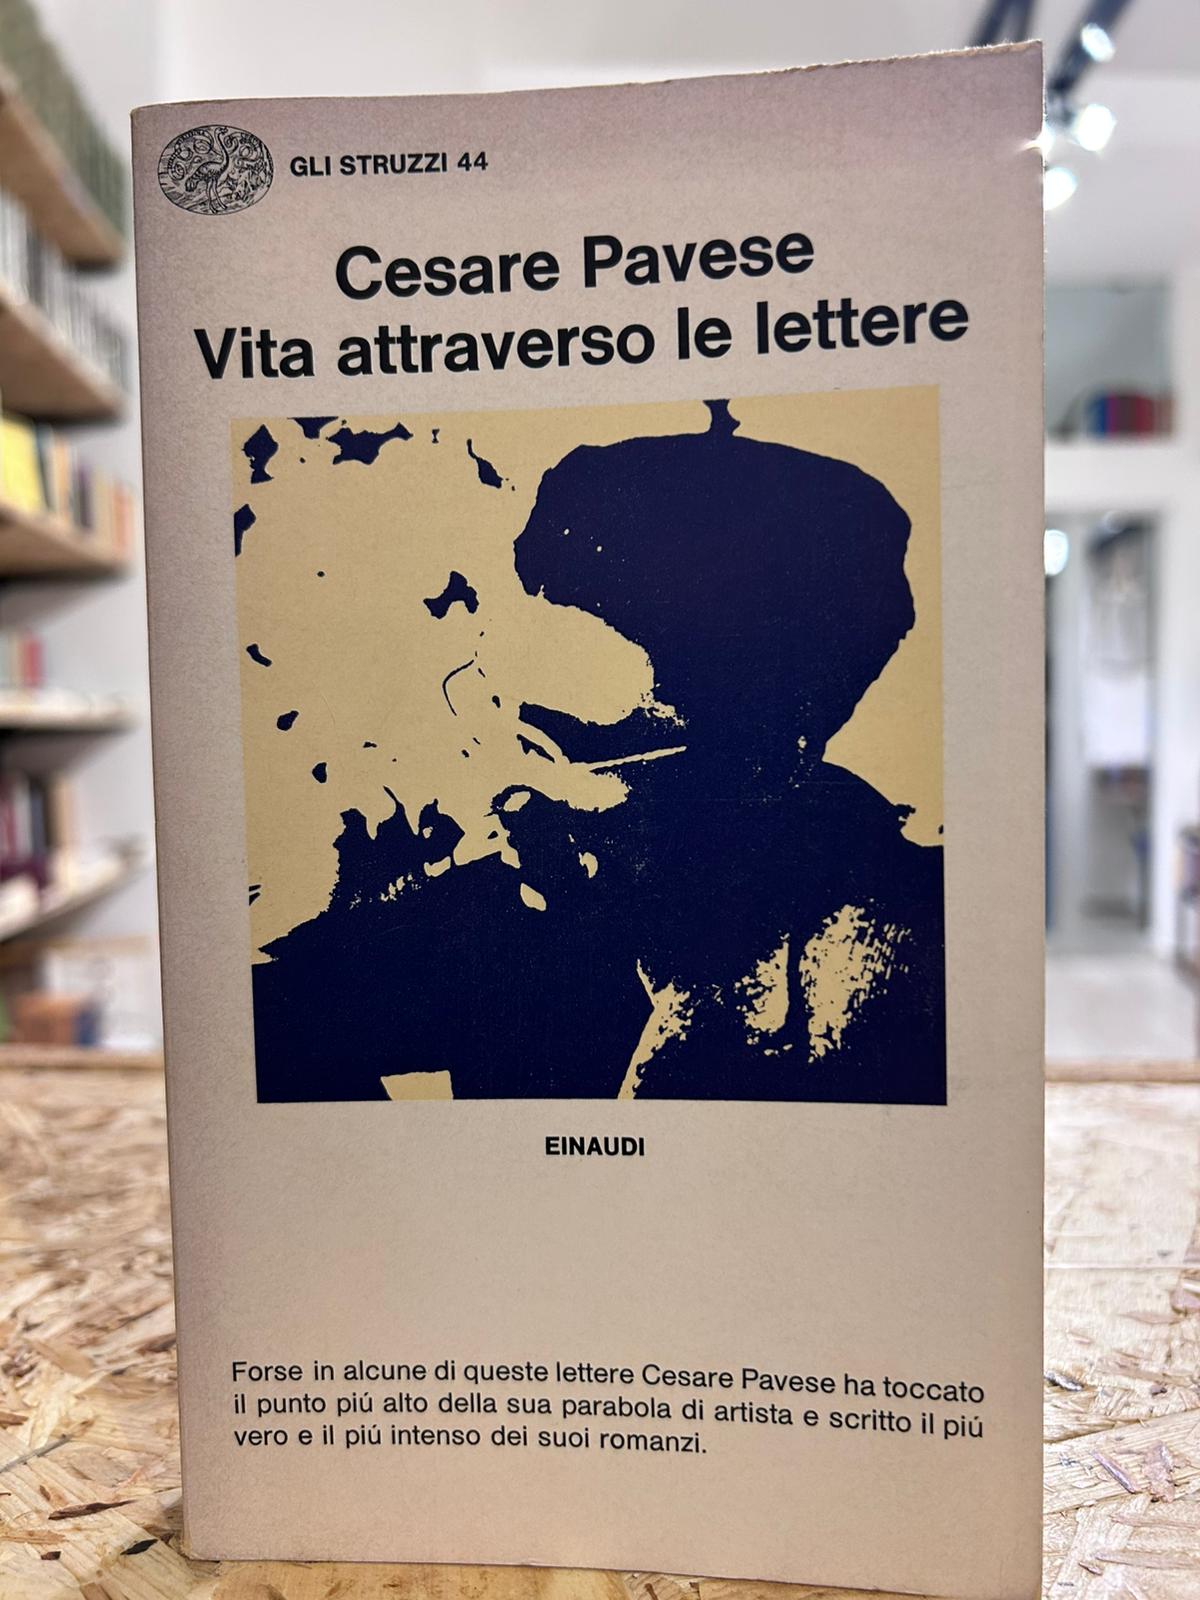 GLI STRUZZI 44
Cesare Pavese
Vita attraverso le lettere
EINAUDI
Forse in alcune di queste lettere Cesare Pavese ha toccato
il punto piú alto della sua parabola di artista e scritto il piú
vero e il piú intenso dei suoi romanzi.